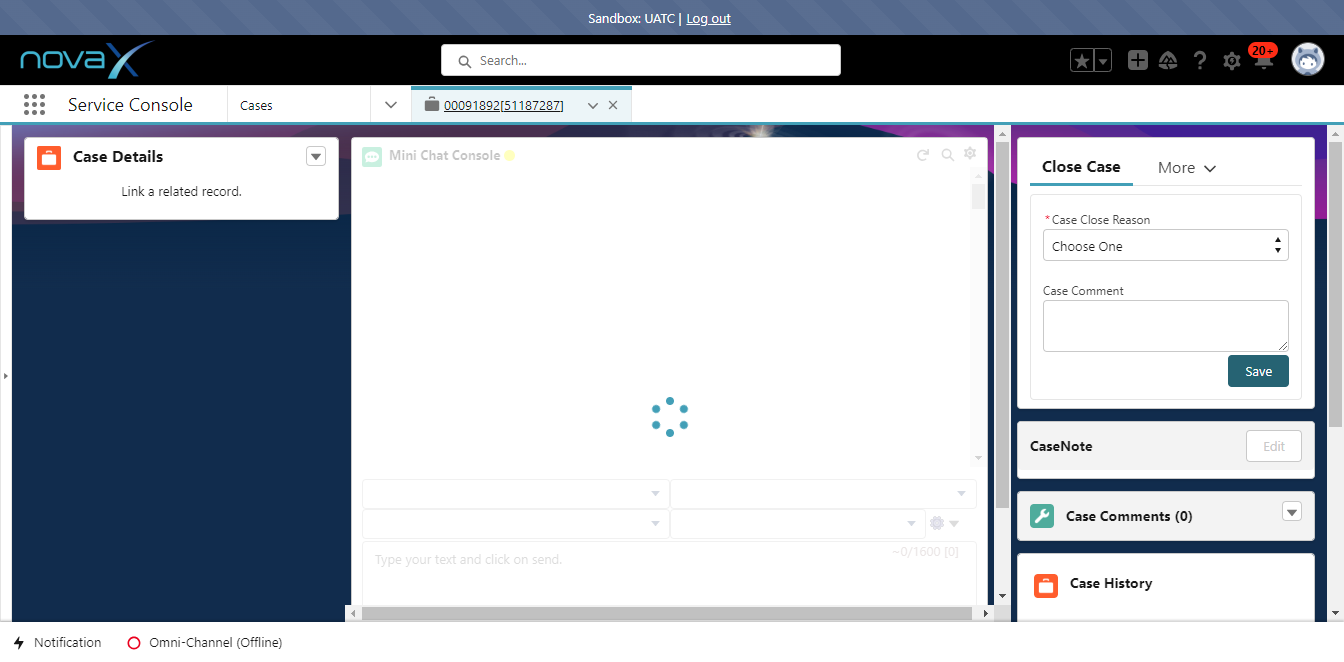 Sandbox: UATC | Log out
novaX
Search...
20+
Service Console
Cases
00091892[51187287]
Case Details
Link a related record.
Mini Chat Console
Type your text and click on send.
~0/1600 [0]
Close Case
More
*Case Close Reason
Choose One
Case Comment
Save
CaseNote
Edit
Case Comments (0)
Case History
Notification
Omni-Channel (Offline)